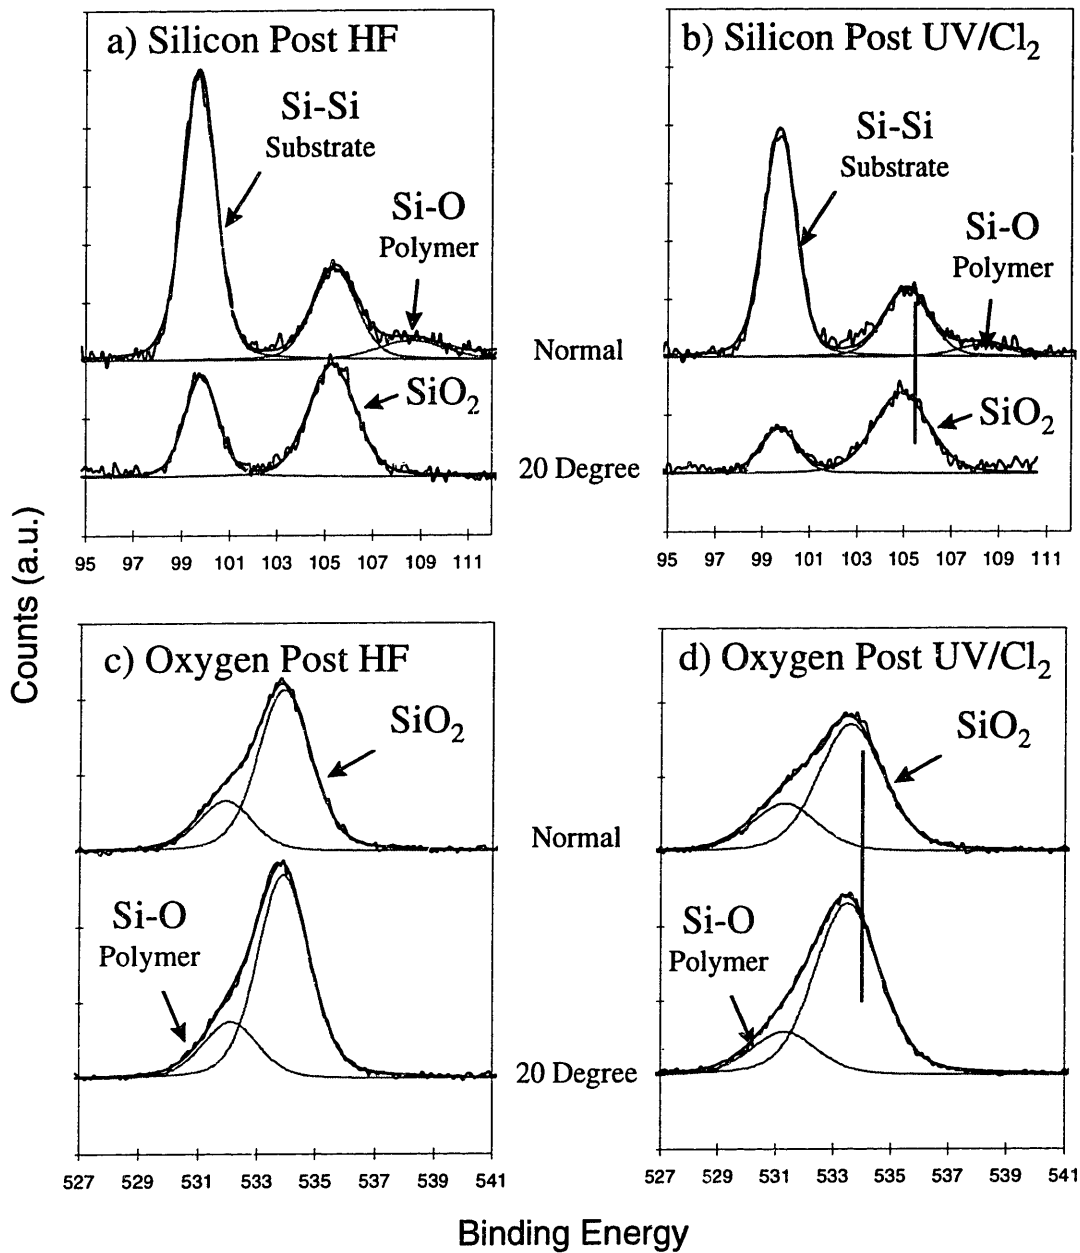 a) Silicon Post HF
Si-Si
Substrate
Si-O
Polymer
SiO2
95 97 99 101 103 105 107 109 111
b) Silicon Post UV/Cl2
Si-Si
Substrate
Si-O
Polymer
SiO2
95 97 99 101 103 105 107 109 111
Normal
20 Degree
Counts (a.u.)
c) Oxygen Post HF
SiO2
Si-O
Polymer
527 529 531 533 535 537 539 541
d) Oxygen Post UV/Cl2
SiO2
Si-O
Polymer
527 529 531 533 535 537 539 541
Normal
20 Degree
Binding Energy